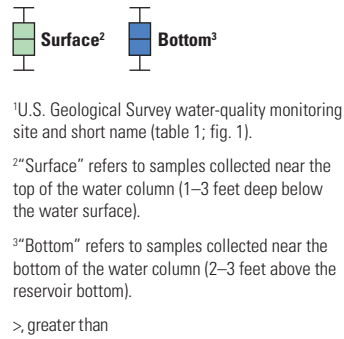 Surface² Bottom³
¹U.S. Geological Survey water-quality monitoring
site and short name (table 1; fig. 1).
²“Surface” refers to samples collected near the
top of the water column (1–3 feet deep below
the water surface).
³“Bottom” refers to samples collected near the
bottom of the water column (2–3 feet above the
reservoir bottom).
>, greater than